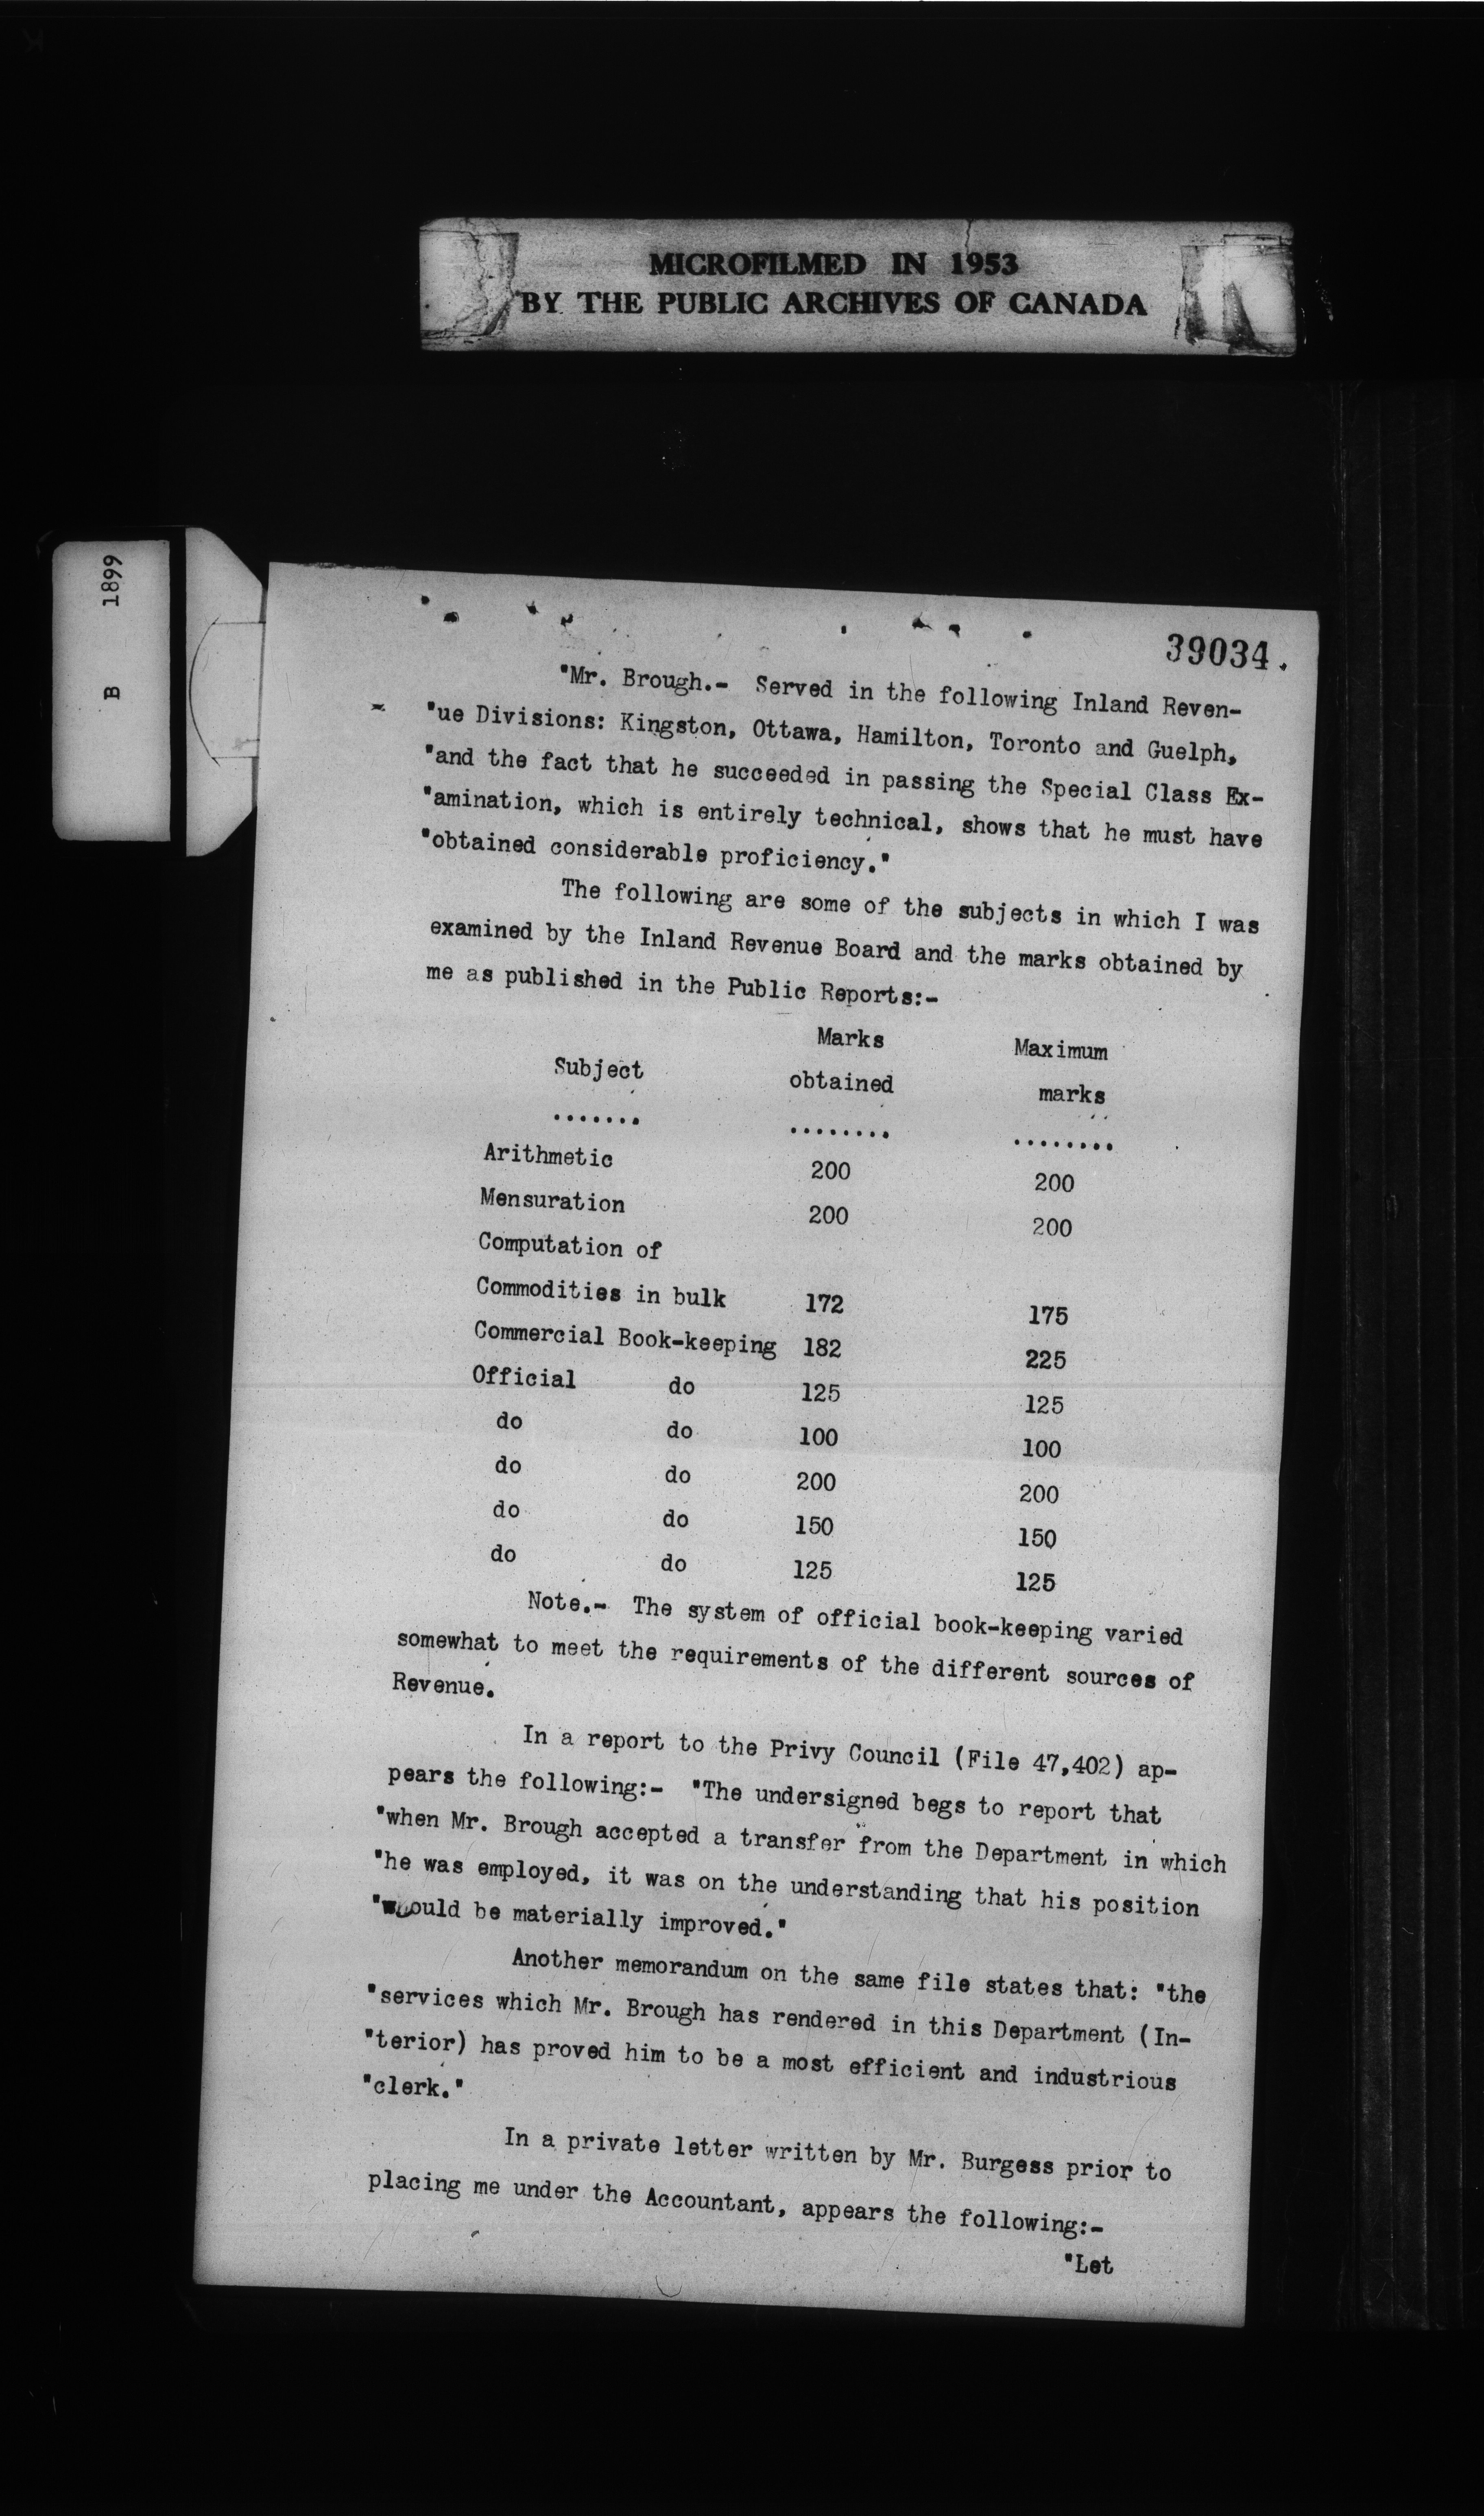 MICROFILMED IN 1953
BY THE PUBLIC ARCHIVES OF CANADA
B 1899
39034.
"Mr. Brough.- Served in the following Inland Reven-
"ue Divisions: Kingston, Ottawa, Hamilton, Toronto and Guelph,
"and the fact that he succeeded in passing the Special Class Ex-
"amination, which is entirely technical, shows that he must have
"obtained considerable proficiency."
The following are some of the subjects in which I was
examined by the Inland Revenue Board and the marks obtained by
me as published in the Public Reports:-
Marks Maximum
Subject obtained marks
....... ........ ........
Arithmetic 200 200
Mensuration 200 200
Computation of
Commodities in bulk 172 175
Commercial Book-keeping 182 225
Official do 125 125
do do 100 100
do do 200 200
do do 150 150
do do 125 125
Note.- The system of official book-keeping varied
somewhat to meet the requirements of the different sources of
Revenue.
In a report to the Privy Council (File 47,402) ap-
pears the following:- "The undersigned begs to report that
"when Mr. Brough accepted a transfer from the Department in which
"he was employed, it was on the understanding that his position
"would be materially improved."
Another memorandum on the same file states that: "the
"services which Mr. Brough has rendered in this Department (In-
"terior) has proved him to be a most efficient and industrious
"clerk."
In a private letter written by Mr. Burgess prior to
placing me under the Accountant, appears the following:-
"Let